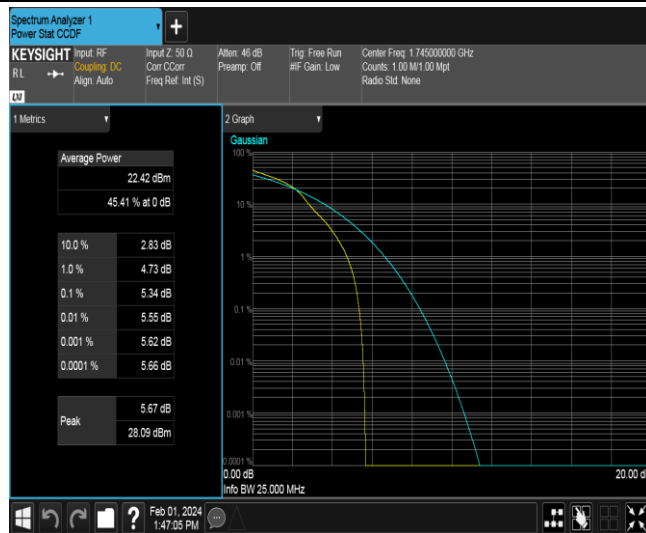 Spectrum Analyzer 1
Power Stat CCDF
KEYSIGHT
RL
Input: RF
Coupling: DC
Align: Auto
Input Z: 50 Ω
Corr CCorr
Freq Ref: Int (S)
Atten: 46 dB
Preamp: Off
Trig: Free Run
#IF Gain: Low
Center Freq: 1.745000000 GHz
Counts: 1.00 M/1.00 Mpt
Radio Std: None
1 Metrics
Average Power
22.42 dBm
45.41 % at 0 dB
10.0 % 2.83 dB
1.0 % 4.73 dB
0.1 % 5.34 dB
0.01 % 5.55 dB
0.001 % 5.62 dB
0.0001 % 5.66 dB
Peak
5.67 dB
28.09 dBm
2 Graph
Gaussian
100 %
10 %
1 %
0.1 %
0.01 %
0.001 %
0.0001 %
0.00 dB
20.00 d
Info BW 25.000 MHz
?
Feb 01, 2024
1:47:05 PM